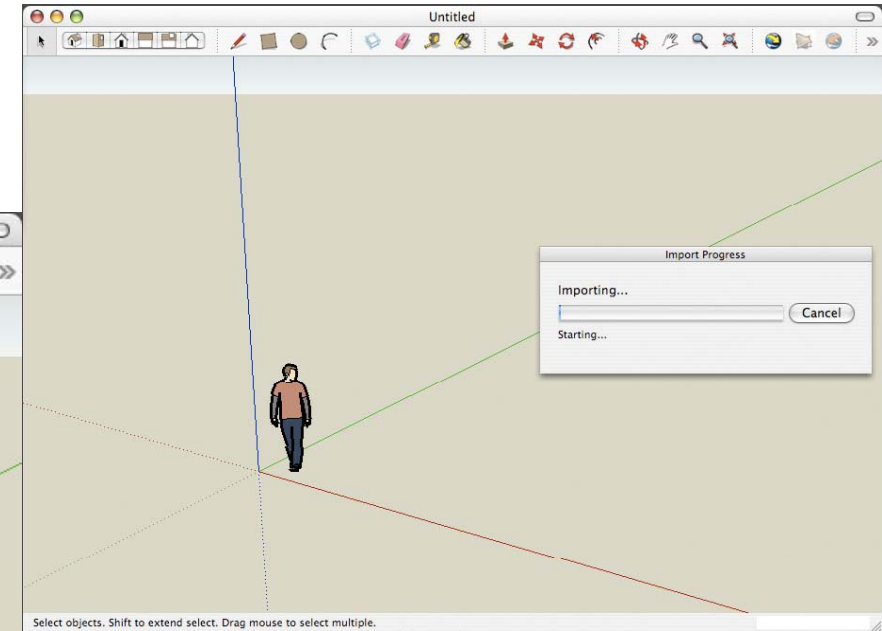 Untitled
Import Progress
Importing...
Cancel
Starting...
Select objects. Shift to extend select. Drag mouse to select multiple.